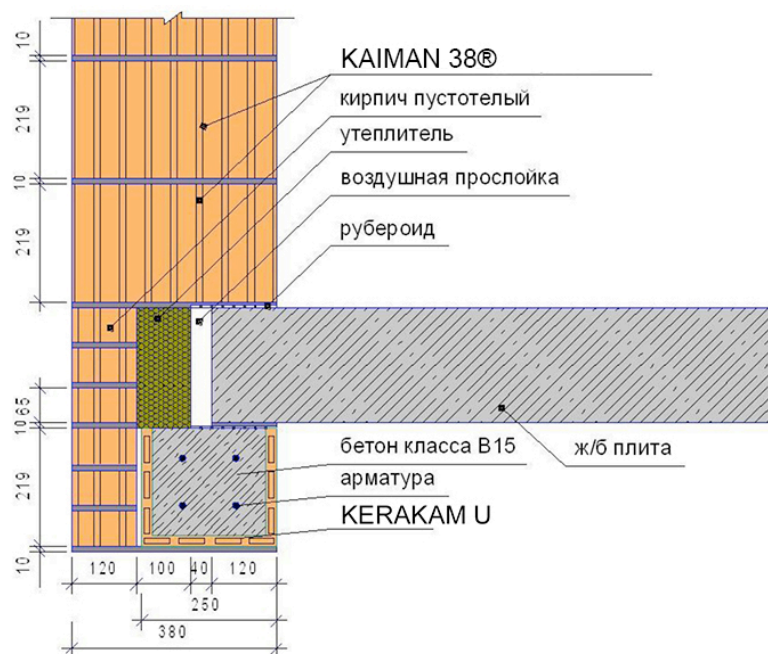 KAIMAN 38®
кирпич пустотелый
утеплитель
воздушная прослойка
рубероид
10
219
10
219
65
10
219
10
бетон класса В15
ж/б плита
арматура
KERAKAM U
120 100 40 120
250
380